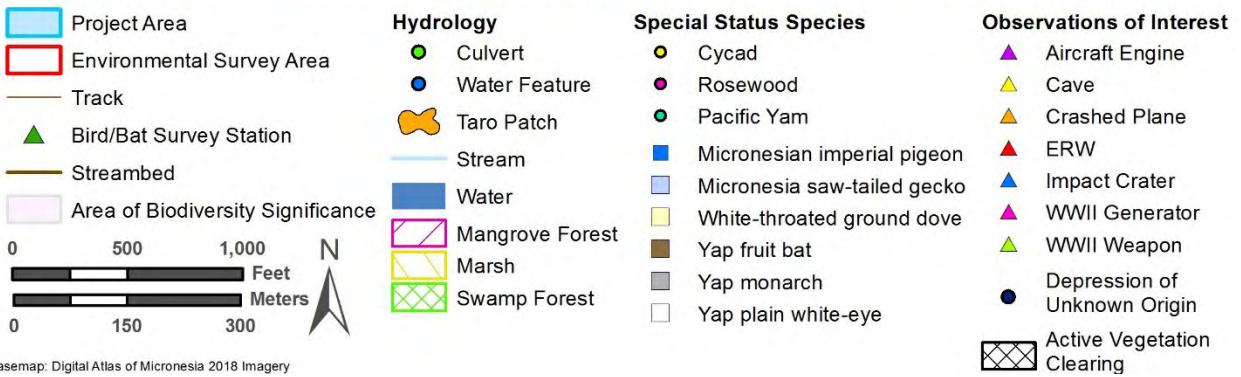 Project Area
Environmental Survey Area
Track
Bird/Bat Survey Station
Streambed
Area of Biodiversity Significance
0 500 1,000
Feet
Meters
0 150 300
N
asemap: Digital Atlas of Micronesia 2018 Imagery
Hydrology
Culvert
Water Feature
Taro Patch
Stream
Water
Mangrove Forest
Marsh
Swamp Forest
Special Status Species
Cycad
Rosewood
Pacific Yam
Micronesian imperial pigeon
Micronesia saw-tailed gecko
White-throated ground dove
Yap fruit bat
Yap monarch
Yap plain white-eye
Observations of Interest
Aircraft Engine
Cave
Crashed Plane
ERW
Impact Crater
WWII Generator
WWII Weapon
Depression of
Unknown Origin
Active Vegetation
Clearing